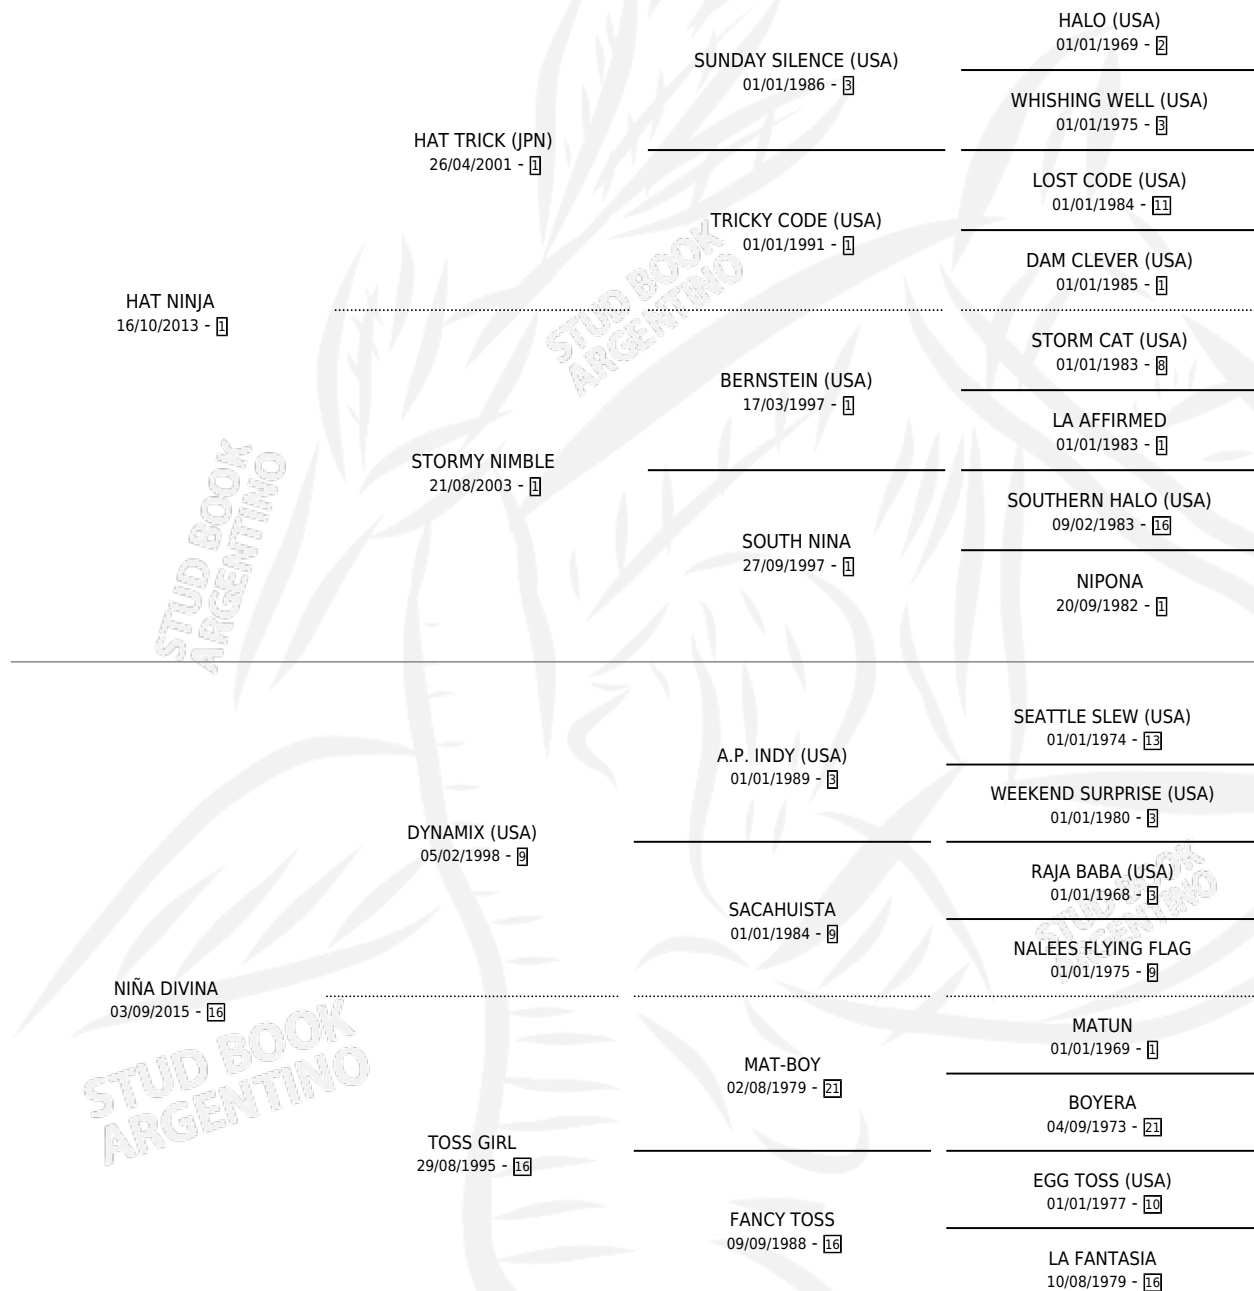 HALO (USA)
01/01/1969 - 2
SUNDAY SILENCE (USA)
01/01/1986 - 3
WHISHING WELL (USA)
01/01/1975 - 3
HAT TRICK (JPN)
26/04/2001 - 1
LOST CODE (USA)
01/01/1984 - 11
TRICKY CODE (USA)
01/01/1991 - 1
DAM CLEVER (USA)
01/01/1985 - 1
HAT NINJA
16/10/2013 - 1
STORM CAT (USA)
01/01/1983 - 8
BERNSTEIN (USA)
17/03/1997 - 1
LA AFFIRMED
01/01/1983 - 1
STORMY NIMBLE
21/08/2003 - 1
SOUTHERN HALO (USA)
09/02/1983 - 16
SOUTH NINA
27/09/1997 - 1
NIPONA
20/09/1982 - 1
SEATTLE SLEW (USA)
01/01/1974 - 13
A.P. INDY (USA)
01/01/1989 - 3
WEEKEND SURPRISE (USA)
01/01/1980 - 3
DYNAMIX (USA)
05/02/1998 - 9
RAJA BABA (USA)
01/01/1968 - 3
SACAHUISTA
01/01/1984 - 9
NALEES FLYING FLAG
01/01/1975 - 9
NIÑA DIVINA
03/09/2015 - 16
MATUN
01/01/1969 - 1
MAT-BOY
02/08/1979 - 21
BOYERA
04/09/1973 - 21
TOSS GIRL
29/08/1995 - 16
EGG TOSS (USA)
01/01/1977 - 10
FANCY TOSS
09/09/1988 - 16
LA FANTASIA
10/08/1979 - 16
STUD BOOK
ARGENTINO
STUD BOOK
ARGENTINO
STUD BOOK
ARGENTINO
STUD BOOK
ARGENTINO